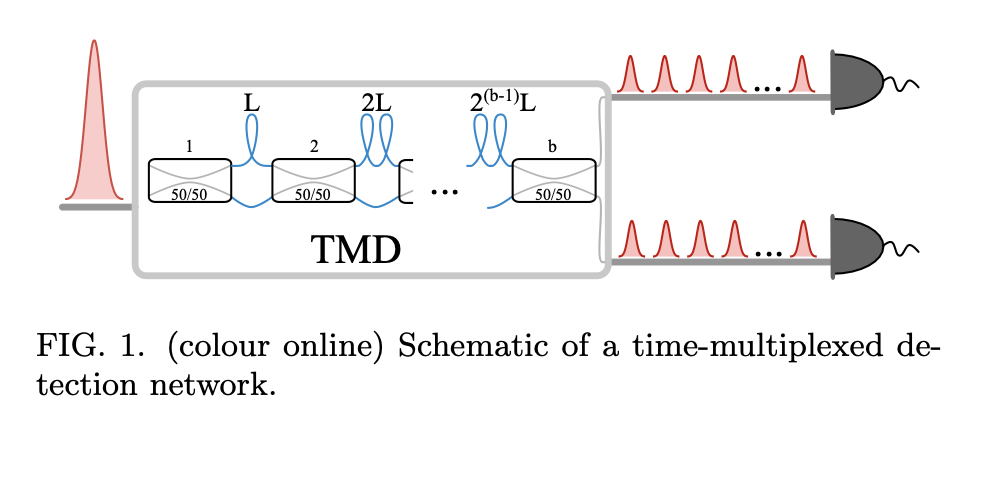 L 2L 2^(b-1)L
1 2 b
50/50 50/50 50/50
TMD
FIG. 1. (colour online) Schematic of a time-multiplexed de-
tection network.